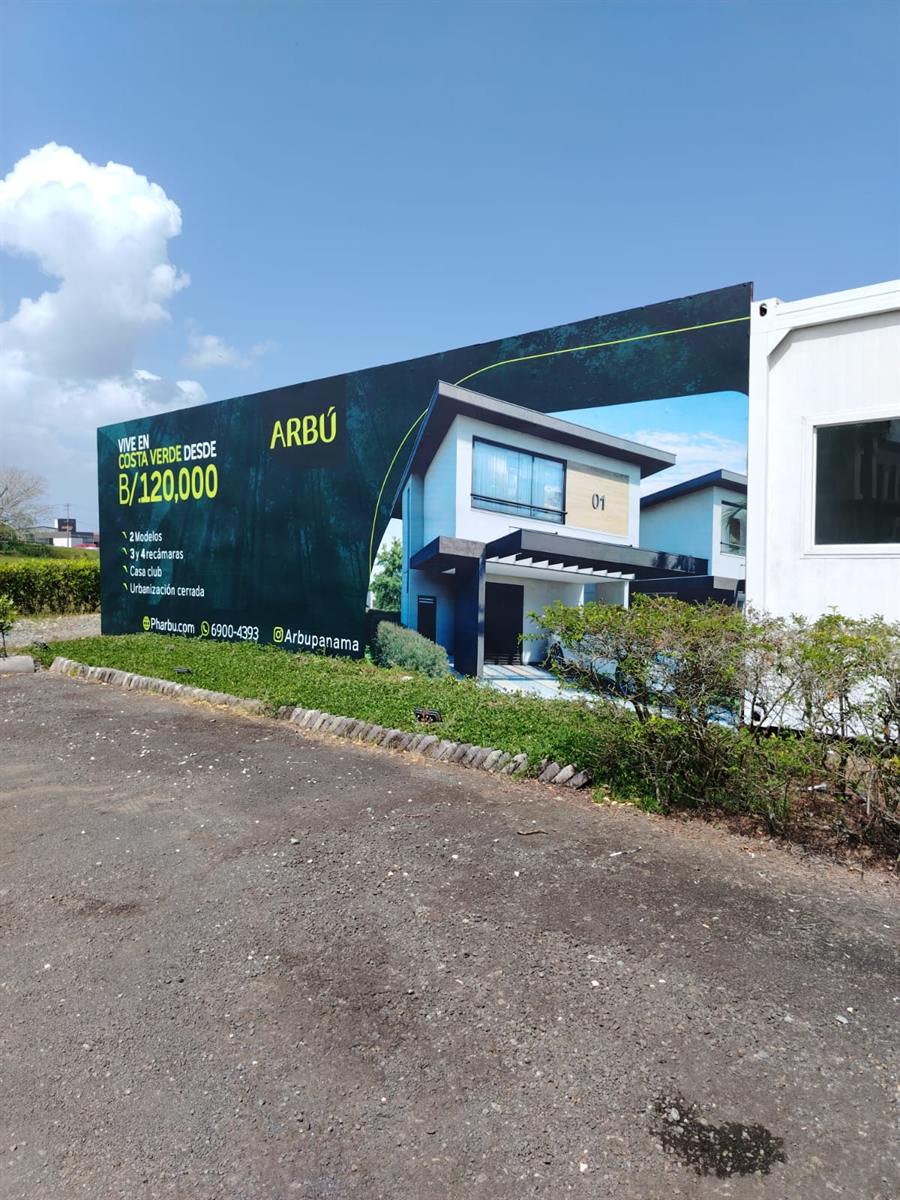 VIVE EN
COSTA VERDE DESDE
B/.120,000
ARBÚ
2 Modelos
3 y 4 recámaras
Casa club
Urbanización cerrada
Pharbu.com 6900-4393 Arbupanama
01